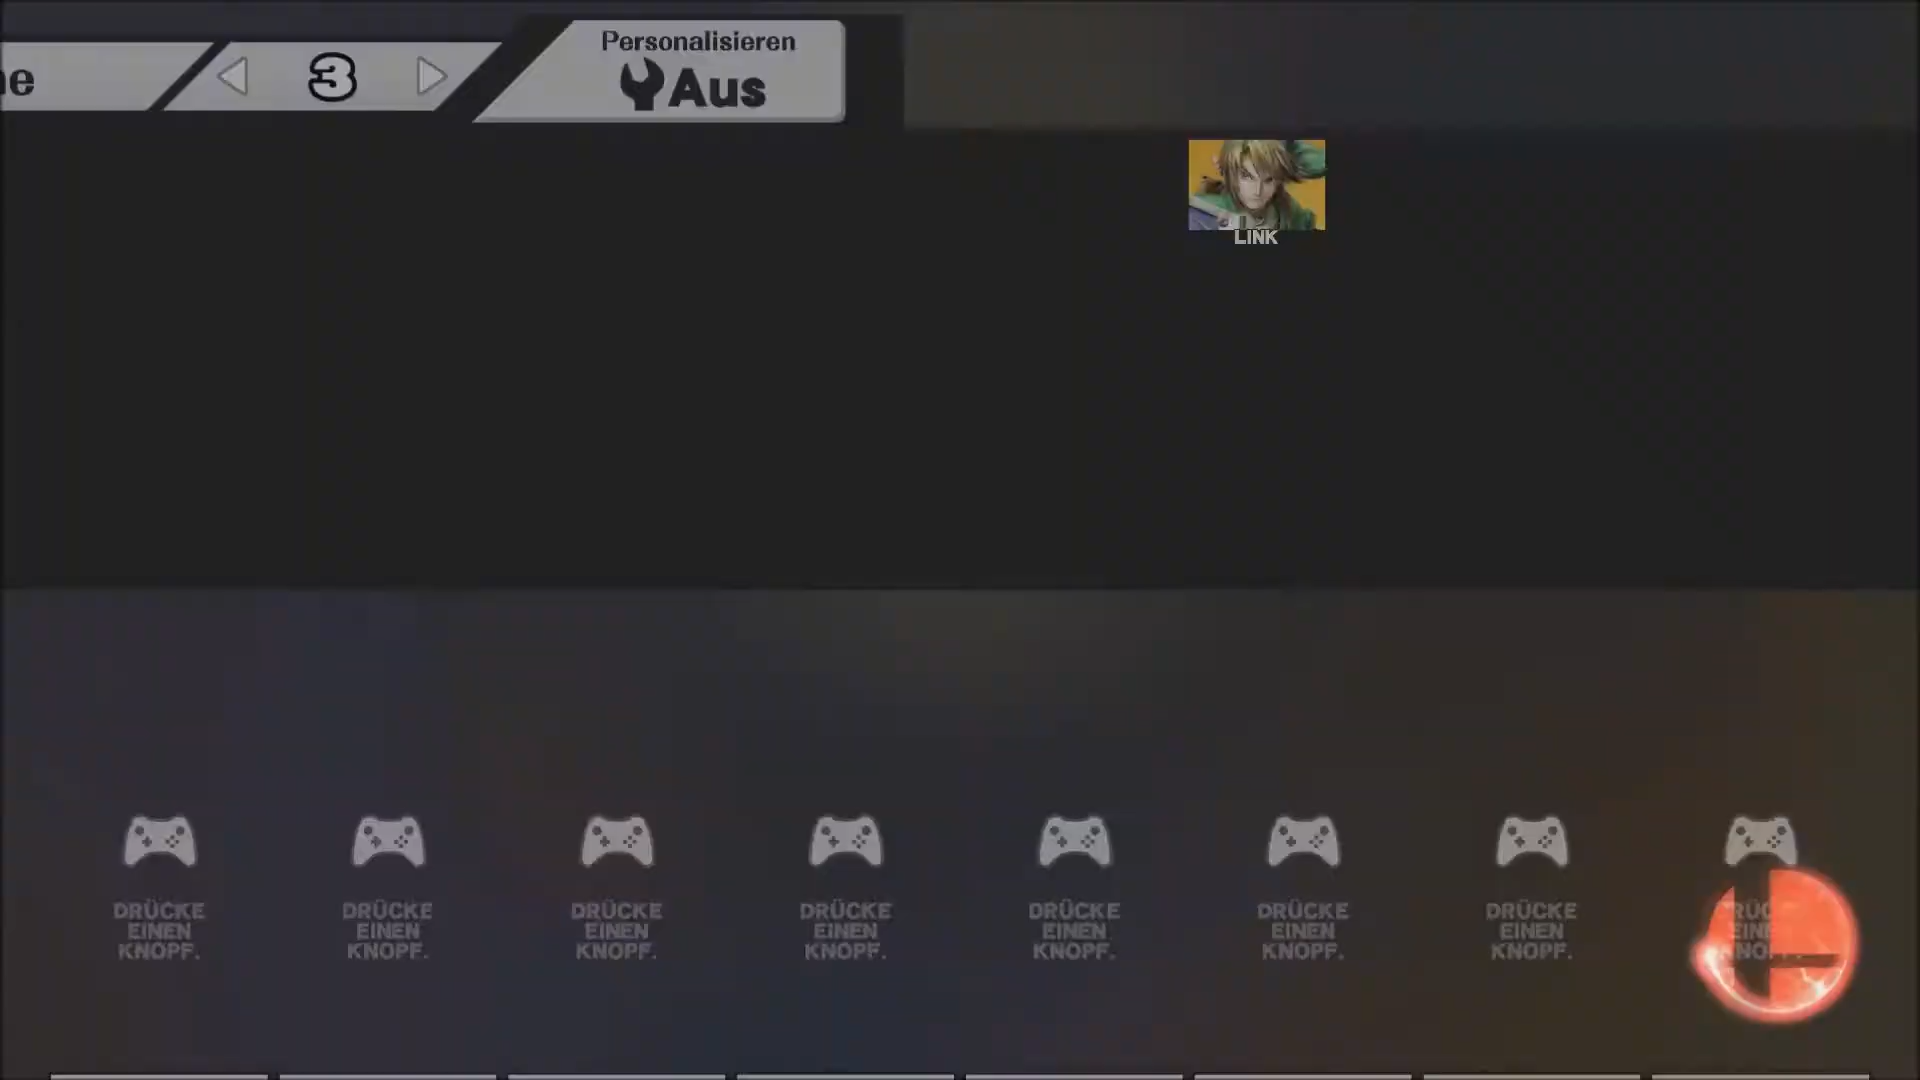 Personalisieren
3
Aus
LINK
DRÜCKE
EINEN
KNOPF.
DRÜCKE
EINEN
KNOPF.
DRÜCKE
EINEN
KNOPF.
DRÜCKE
EINEN
KNOPF.
DRÜCKE
EINEN
KNOPF.
DRÜCKE
EINEN
KNOPF.
DRÜCKE
EINEN
KNOPF.